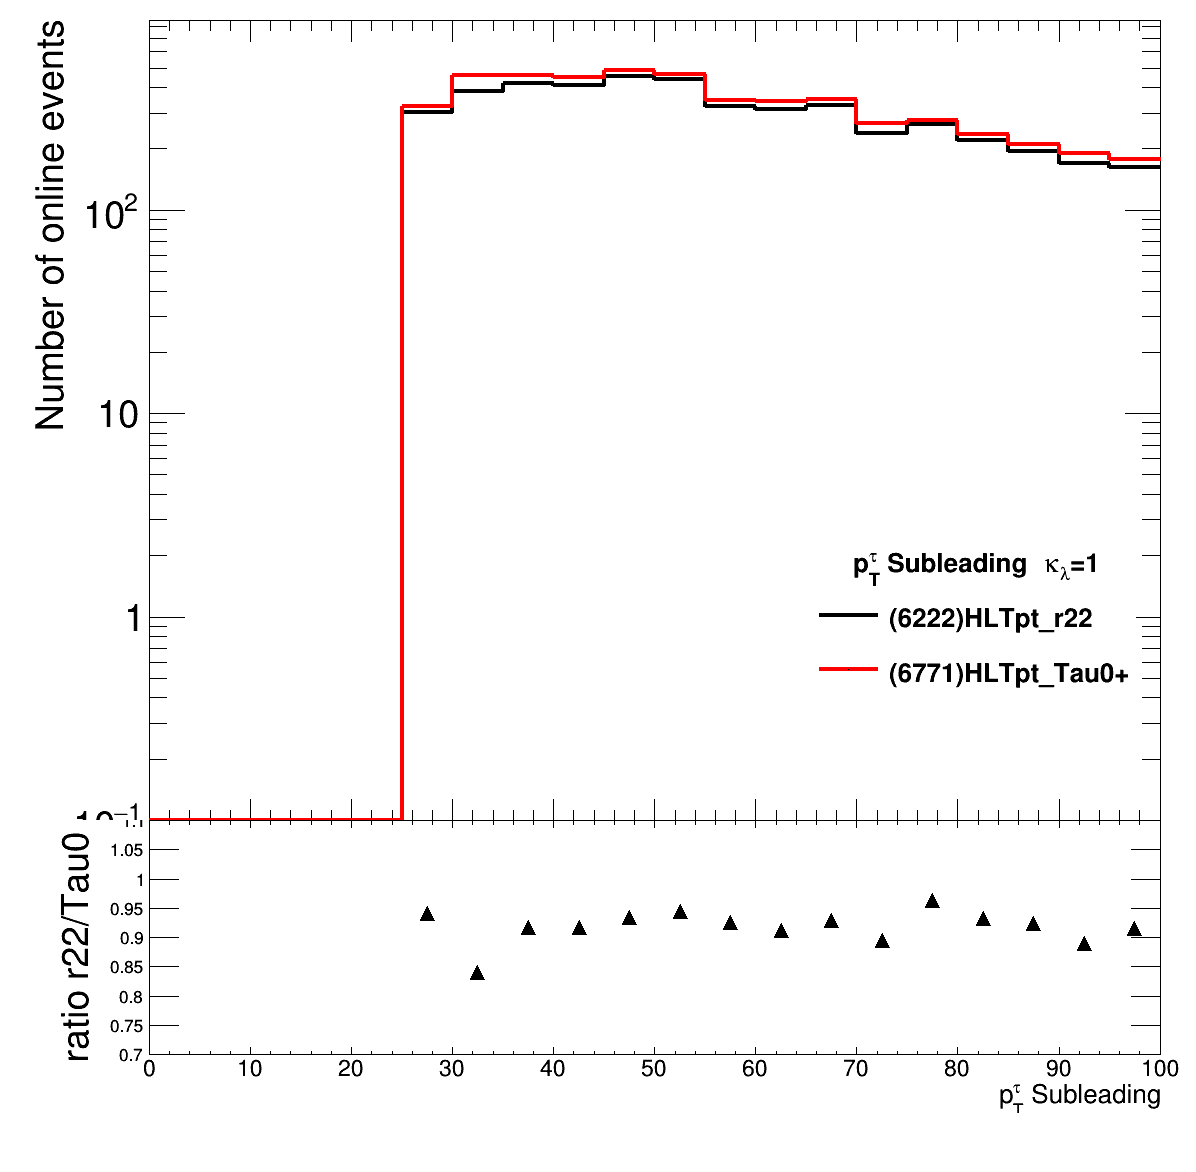 Number of online events
10²
10
1
10⁻¹
p_T^τ Subleading κ_λ=1
(6222)HLTpt_r22
(6771)HLTpt_Tau0+
ratio r22/Tau0
1.1
1.05
1
0.95
0.9
0.85
0.8
0.75
0.7
0 10 20 30 40 50 60 70 80 90 100
p_T^τ Subleading